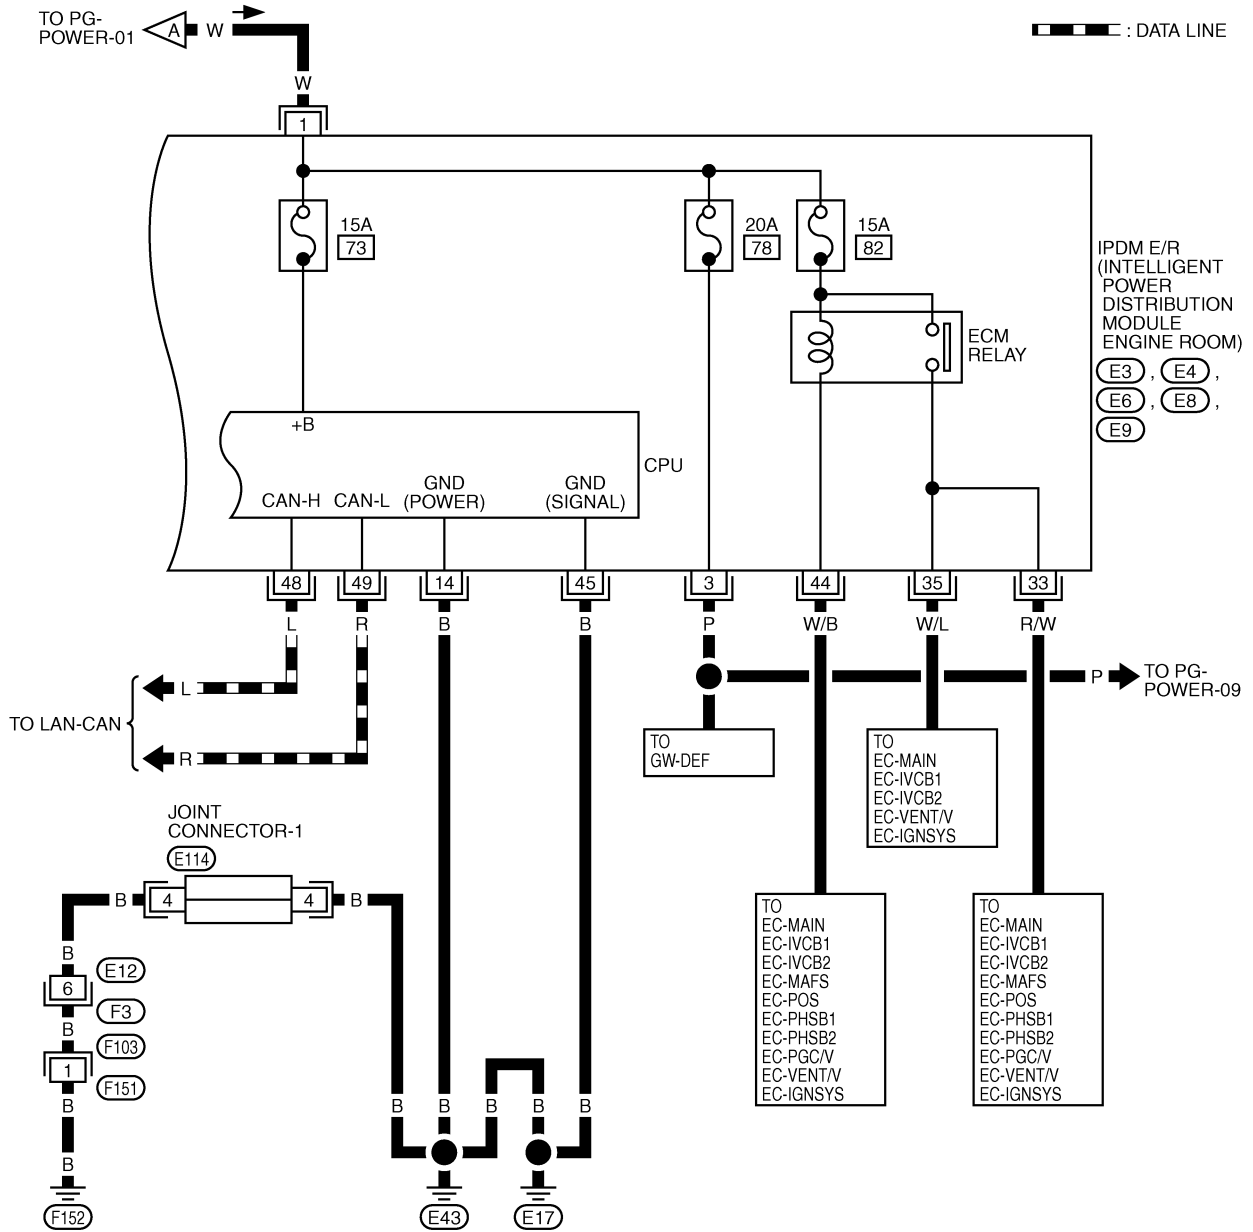 TO PG-
POWER-01
A
W
: DATA LINE
W
1
15A
73
20A
78
15A
82
IPDM E/R
(INTELLIGENT
POWER
DISTRIBUTION
MODULE
ENGINE ROOM)
E3 , E4 ,
E6 , E8 ,
E9
ECM
RELAY
+B
CPU
CAN-H
CAN-L
GND
(POWER)
GND
(SIGNAL)
48
49
14
45
3
44
35
33
L
R
B
B
P
W/B
W/L
R/W
L
R
TO LAN-CAN
P
TO PG-
POWER-09
TO
GW-DEF
TO
EC-MAIN
EC-IVCB1
EC-IVCB2
EC-VENT/V
EC-IGNSYS
JOINT
CONNECTOR-1
E114
B
4
4
B
TO
EC-MAIN
EC-IVCB1
EC-IVCB2
EC-MAFS
EC-POS
EC-PHSB1
EC-PHSB2
EC-PGC/V
EC-VENT/V
EC-IGNSYS
TO
EC-MAIN
EC-IVCB1
EC-IVCB2
EC-MAFS
EC-POS
EC-PHSB1
EC-PHSB2
EC-PGC/V
EC-VENT/V
EC-IGNSYS
B
6
E12
F3
B
F103
1
F151
B
B
B
B
B
B
B
F152
E43
E17